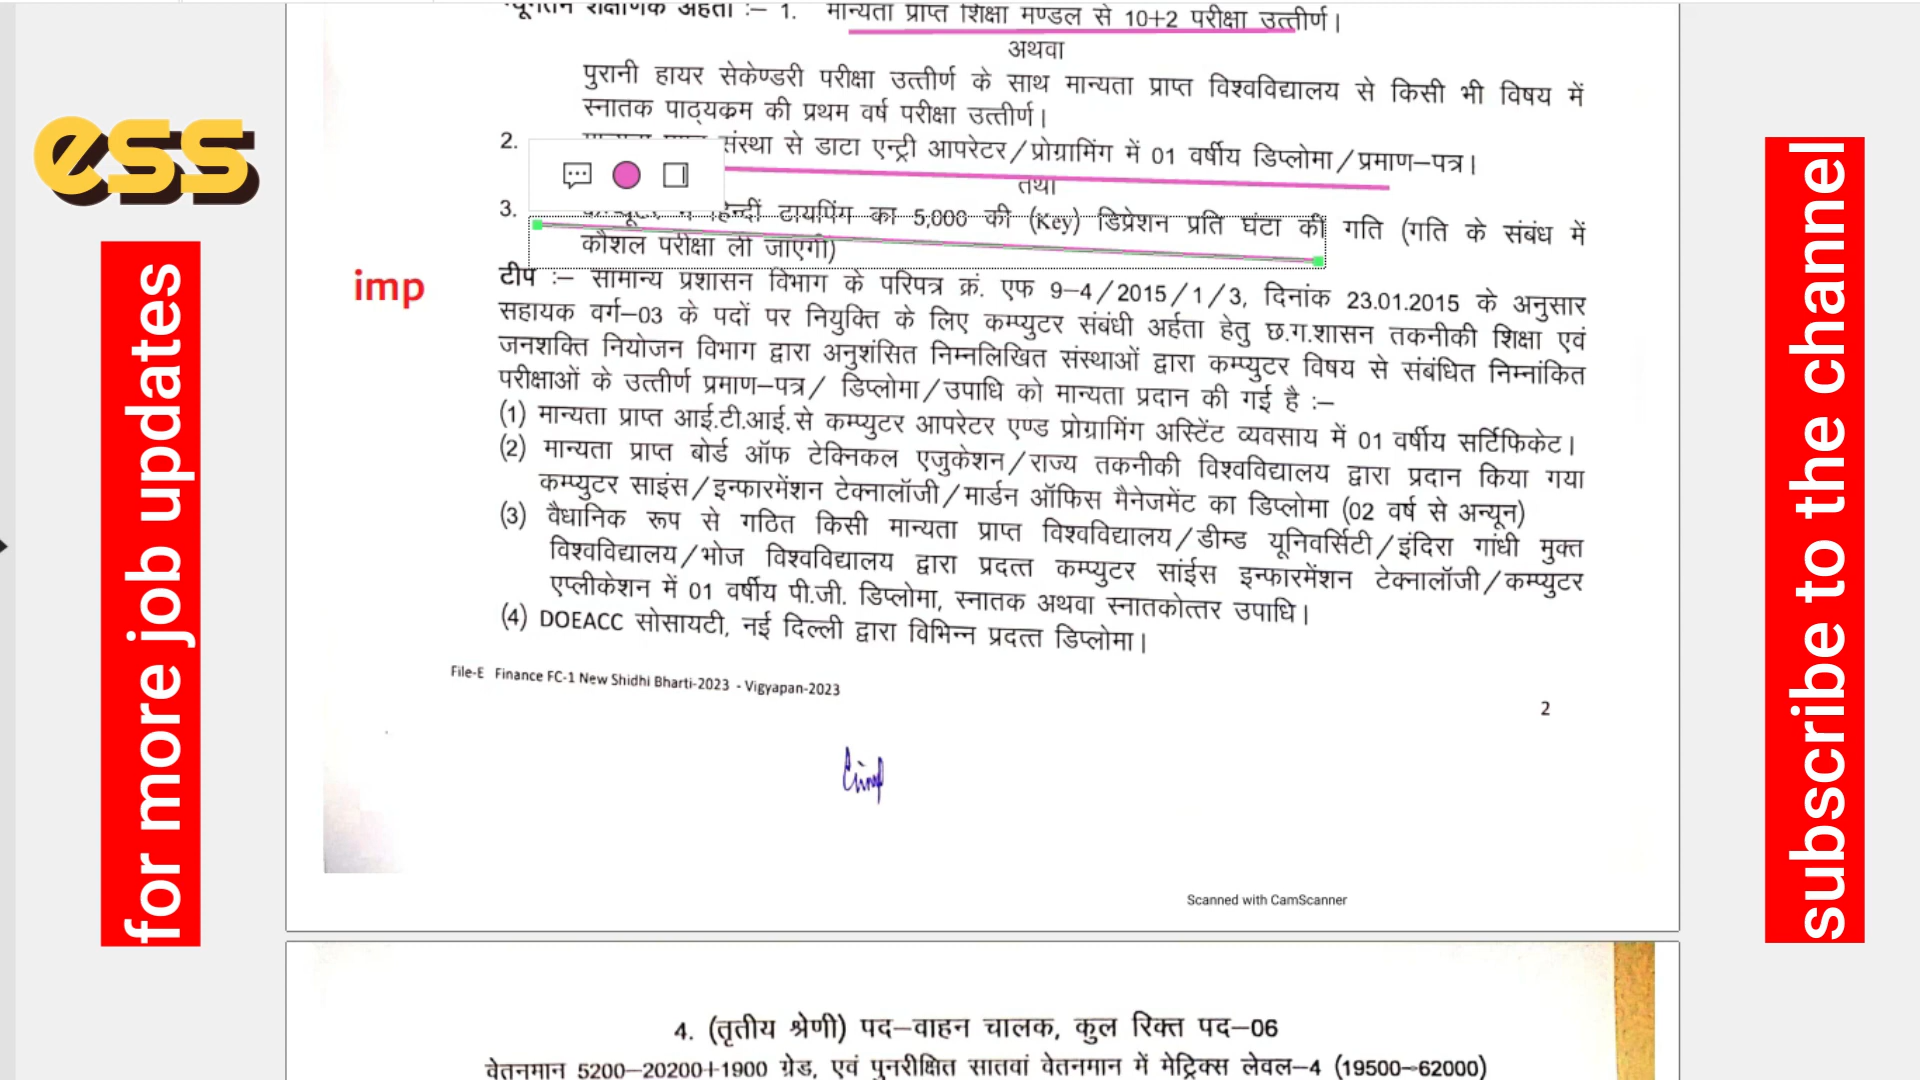 न्यूनतम शैक्षणिक अर्हता :– 1. मान्यता प्राप्त शिक्षा मण्डल से 10+2 परीक्षा उत्तीर्ण।
अथवा
पुरानी हायर सेकेण्डरी परीक्षा उत्तीर्ण के साथ मान्यता प्राप्त विश्वविद्यालय से किसी भी विषय में
स्नातक पाठ्यक्रम की प्रथम वर्ष परीक्षा उत्तीर्ण।
2. संस्था से डाटा एन्ट्री आपरेटर/प्रोग्रामिंग में 01 वर्षीय डिप्लोमा/प्रमाण–पत्र।
तथा
3. हिन्दीं टायपिंग का 5,000 की (Key) डिप्रेशन प्रति घंटा की गति (गति के संबंध में
कौशल परीक्षा ली जाएगी)
टीप :– सामान्य प्रशासन विभाग के परिपत्र क्रं. एफ 9–4/2015/1/3, दिनांक 23.01.2015 के अनुसार
सहायक वर्ग–03 के पदों पर नियुक्ति के लिए कम्प्युटर संबंधी अर्हता हेतु छ.ग.शासन तकनीकी शिक्षा एवं
जनशक्ति नियोजन विभाग द्वारा अनुशंसित निम्नलिखित संस्थाओं द्वारा कम्प्युटर विषय से संबंधित निम्नांकित
परीक्षाओं के उत्तीर्ण प्रमाण–पत्र/ डिप्लोमा/उपाधि को मान्यता प्रदान की गई है :–
(1) मान्यता प्राप्त आई.टी.आई.से कम्प्युटर आपरेटर एण्ड प्रोग्रामिंग अस्टिेंट व्यवसाय में 01 वर्षीय सर्टिफिकेट।
(2) मान्यता प्राप्त बोर्ड ऑफ टेक्निकल एजुकेशन/राज्य तकनीकी विश्वविद्यालय द्वारा प्रदान किया गया
कम्प्युटर साइंस/इन्फारमेंशन टेक्नालॉजी/मार्डन ऑफिस मैनेजमेंट का डिप्लोमा (02 वर्ष से अन्यून)
(3) वैधानिक रूप से गठित किसी मान्यता प्राप्त विश्वविद्यालय/डीम्ड यूनिवर्सिटी/इंदिरा गांधी मुक्त
विश्वविद्यालय/भोज विश्वविद्यालय द्वारा प्रदत्त कम्प्युटर सांईस इन्फारमेंशन टेक्नालॉजी/कम्प्युटर
एप्लीकेशन में 01 वर्षीय पी.जी. डिप्लोमा, स्नातक अथवा स्नातकोत्तर उपाधि।
(4) DOEACC सोसायटी, नई दिल्ली द्वारा विभिन्न प्रदत्त डिप्लोमा।
File-E Finance FC-1 New Shidhi Bharti-2023 - Vigyapan-2023
2
Scanned with CamScanner
4. (तृतीय श्रेणी) पद–वाहन चालक, कुल रिक्त पद–06
वेतनमान 5200–20200+1900 ग्रेड, एवं पुनरीक्षित सातवां वेतनमान में मेट्रिक्स लेवल–4 (19500–62000)
imp
ess
for more job updates
subscribe to the channel